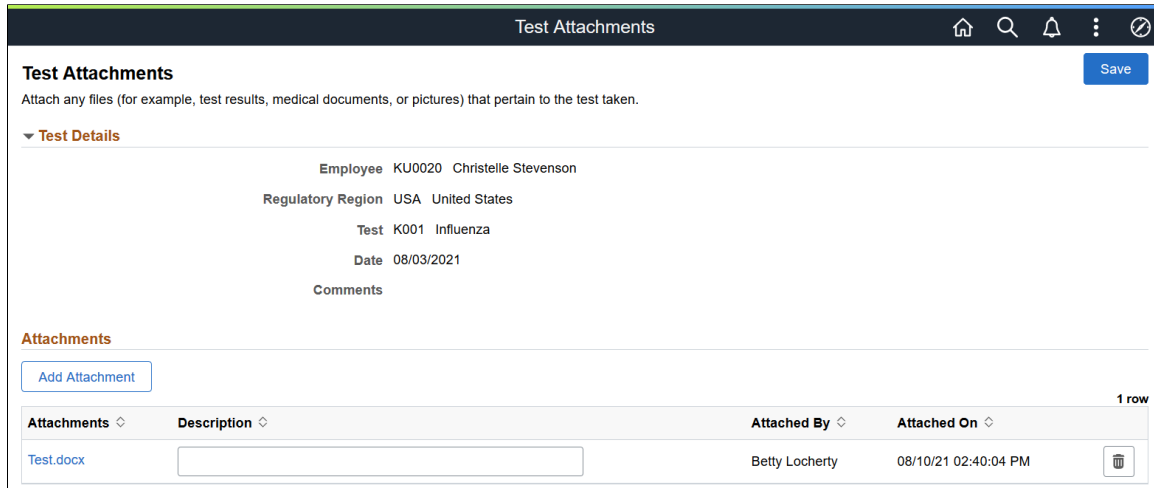 Test Attachments
Test Attachments
Save
Attach any files (for example, test results, medical documents, or pictures) that pertain to the test taken.
Test Details
Employee KU0020 Christelle Stevenson
Regulatory Region USA United States
Test K001 Influenza
Date 08/03/2021
Comments
Attachments
Add Attachment
1 row
Attachments Description Attached By Attached On
Test.docx Betty Locherty 08/10/21 02:40:04 PM